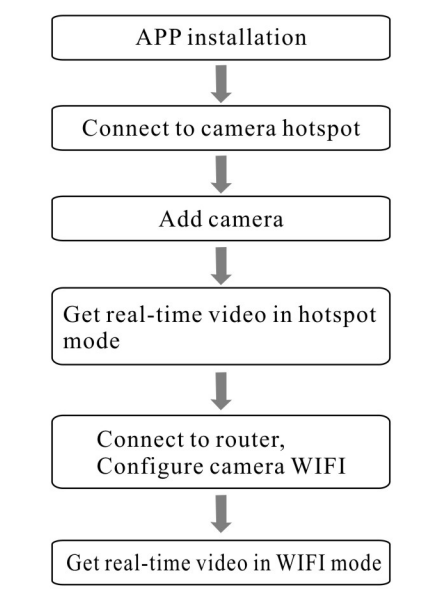 APP installation
Connect to camera hotspot
Add camera
Get real-time video in hotspot
mode
Connect to router,
Configure camera WIFI
Get real-time video in WIFI mode